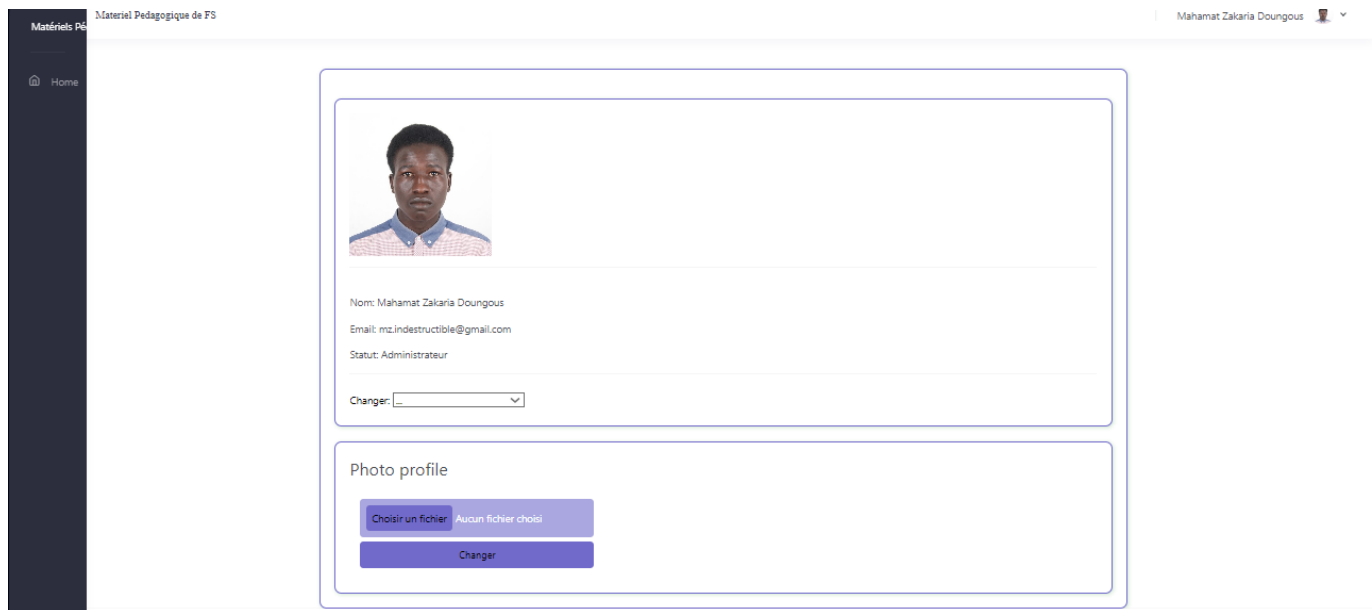 Matériels Pé
Materiel Pedagogique de FS
Mahamat Zakaria Doungous
Home
Nom: Mahamat Zakaria Doungous
Email: mz.indestructible@gmail.com
Statut: Administrateur
Changer: ...
Photo profile
Choisir un fichier Aucun fichier choisi
Changer